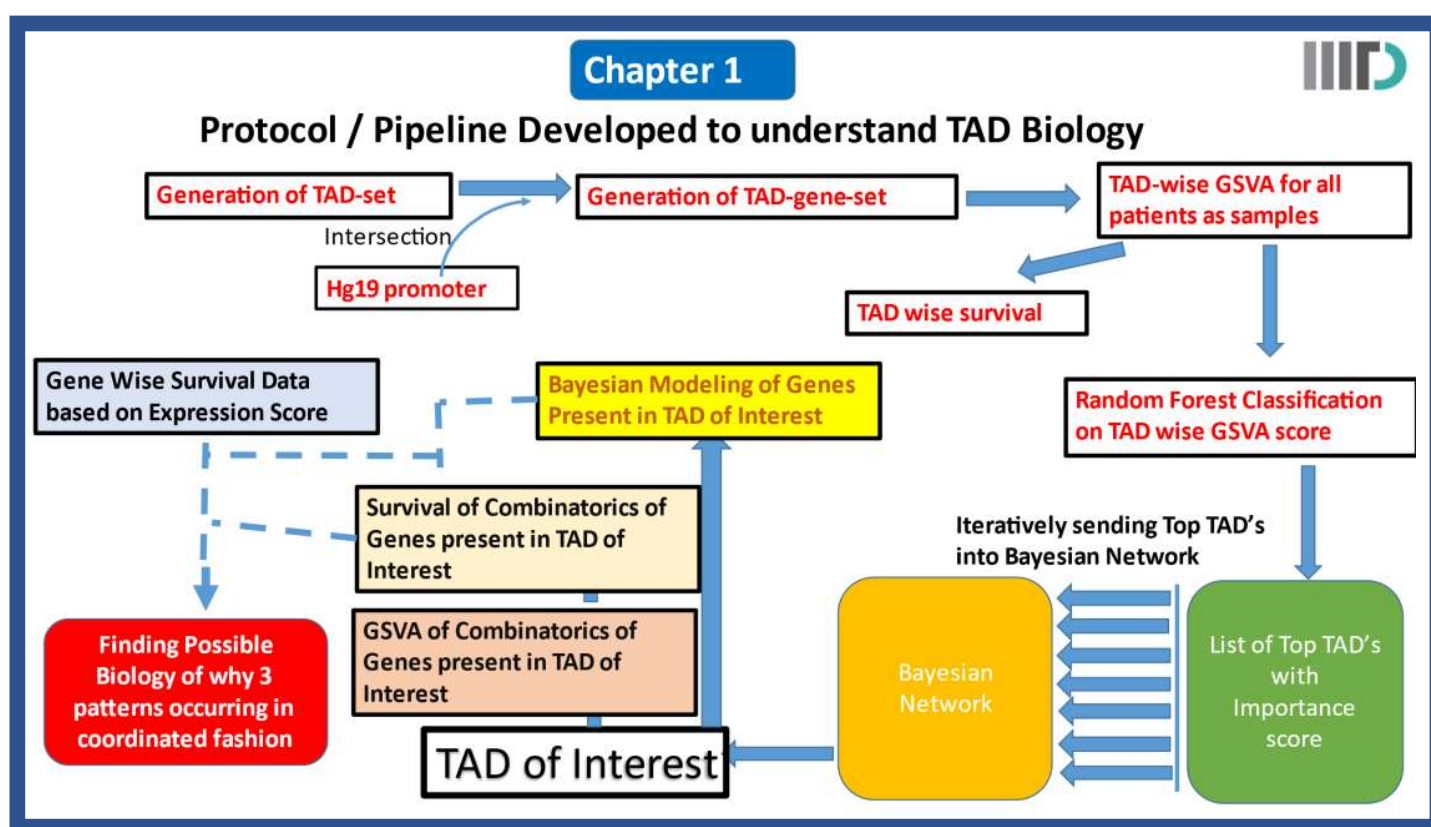 Chapter 1
Protocol / Pipeline Developed to understand TAD Biology
Generation of TAD-set
Generation of TAD-gene-set
TAD-wise GSVA for all
patients as samples
Intersection
Hg19 promoter
TAD wise survival
Gene Wise Survival Data
based on Expression Score
Bayesian Modeling of Genes
Present in TAD of Interest
Random Forest Classification
on TAD wise GSVA score
Survival of Combinatorics of
Genes present in TAD of
Interest
Iteratively sending Top TAD's
into Bayesian Network
Finding Possible
Biology of why 3
patterns occurring in
coordinated fashion
GSVA of Combinatorics of
Genes present in TAD of
Interest
Bayesian
Network
List of Top TAD's
with
Importance
score
TAD of Interest